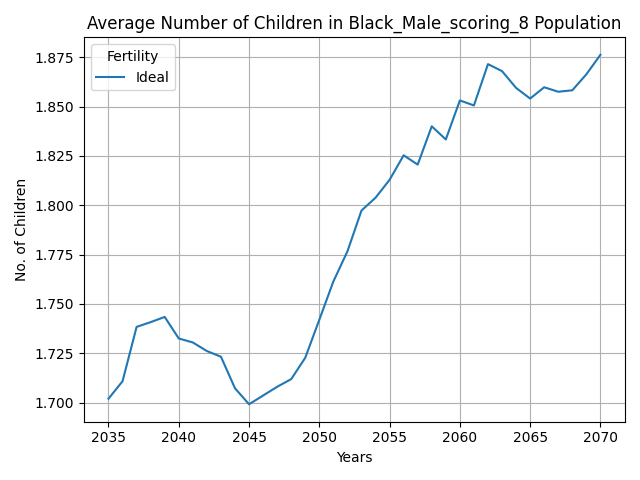 Average Number of Children in Black_Male_scoring_8 Population
Fertility
Ideal
No. of Children
1.875
1.850
1.825
1.800
1.775
1.750
1.725
1.700
2035 2040 2045 2050 2055 2060 2065 2070
Years